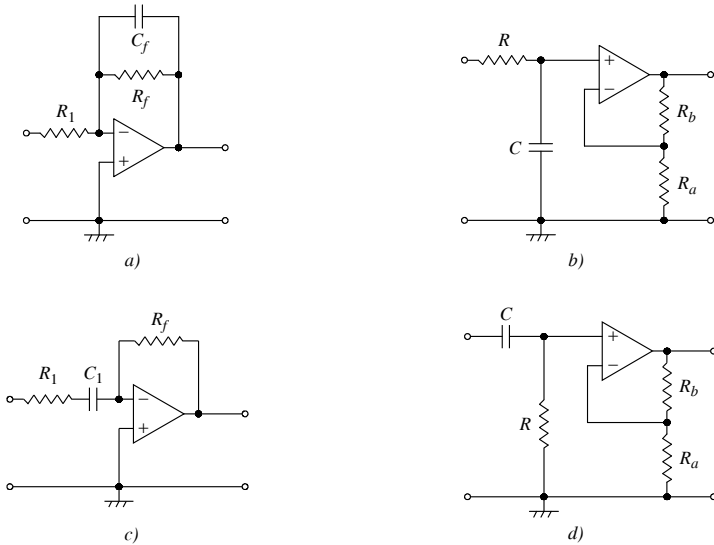 C_f
R_f
R_1
−
+
a)
R
+
−
R_b
C
R_a
b)
R_f
R_1
C_1
−
+
c)
C
+
−
R_b
R
R_a
d)